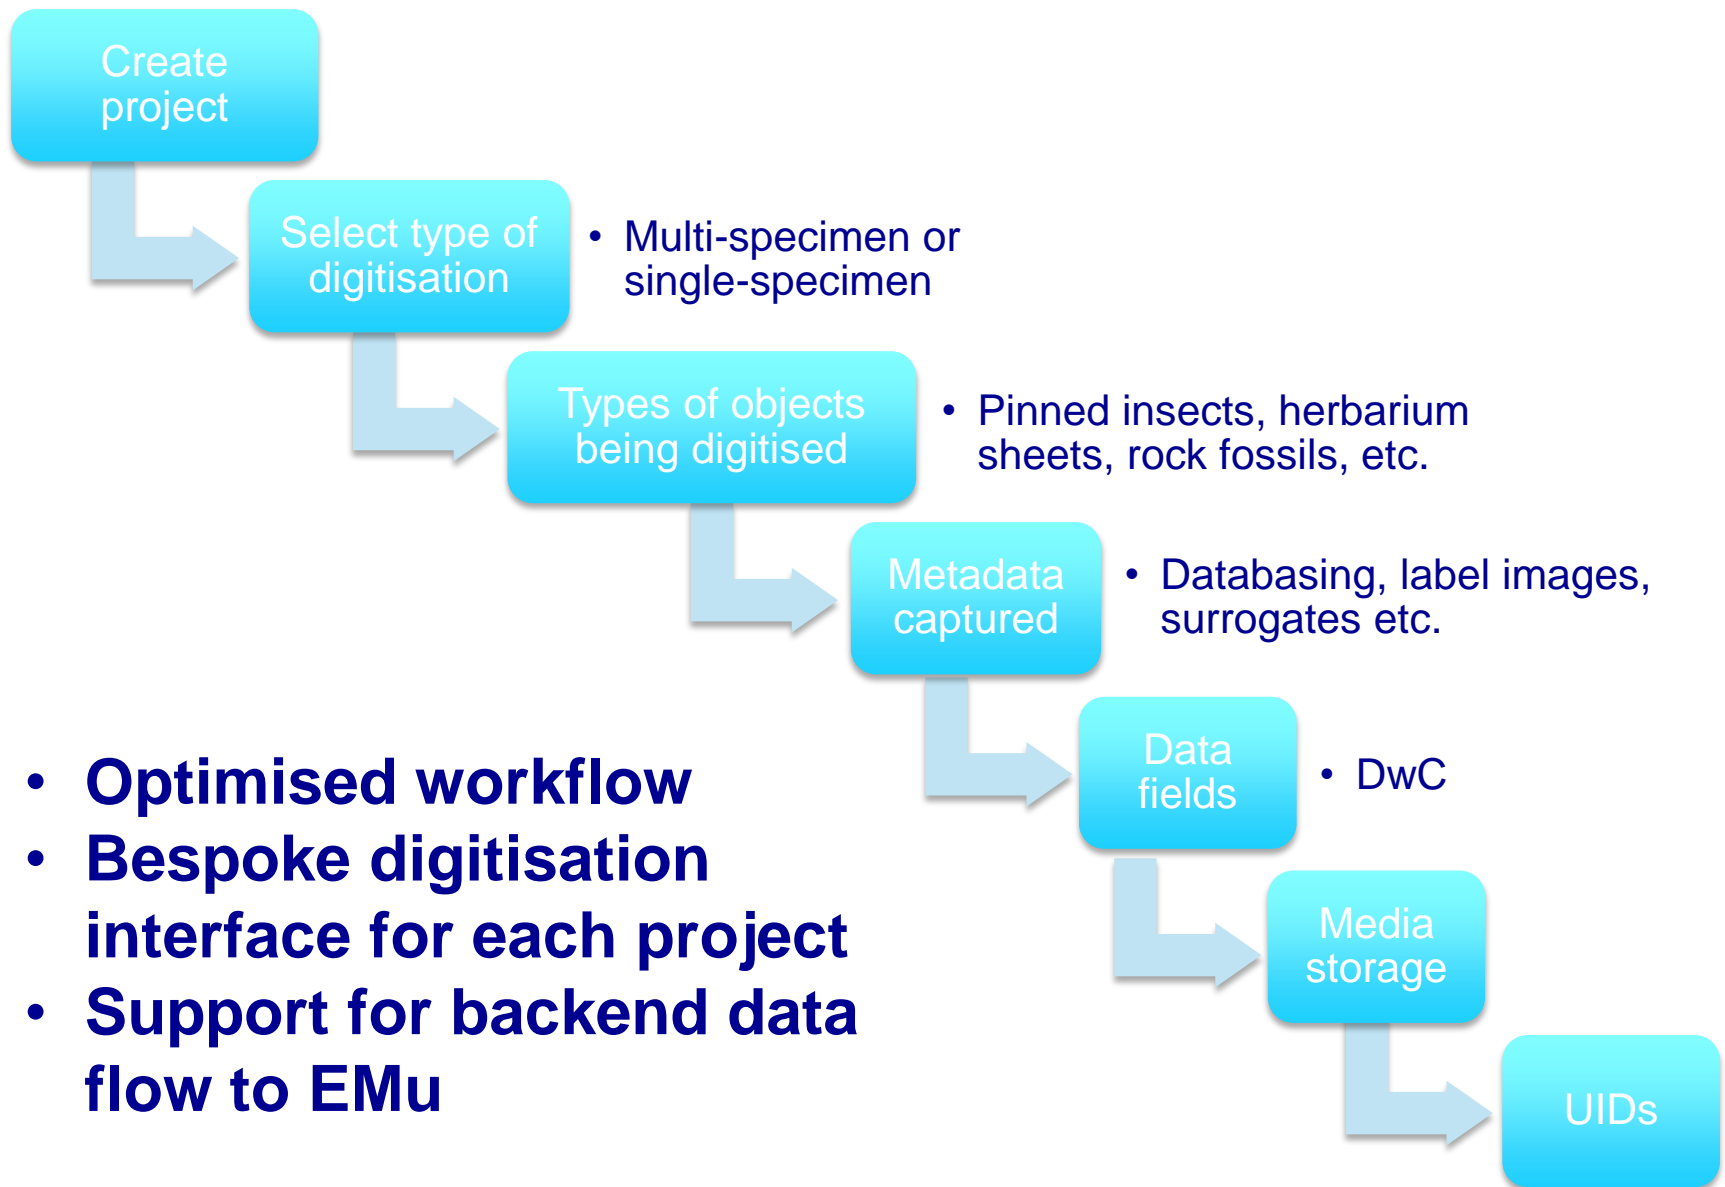 Create
project
Select type of
digitisation
• Multi-specimen or
single-specimen
Types of objects
being digitised
• Pinned insects, herbarium
sheets, rock fossils, etc.
Metadata
captured
• Databasing, label images,
surrogates etc.
Data
fields
• DwC
Media
storage
UIDs
• Optimised workflow
• Bespoke digitisation
interface for each project
• Support for backend data
flow to EMu